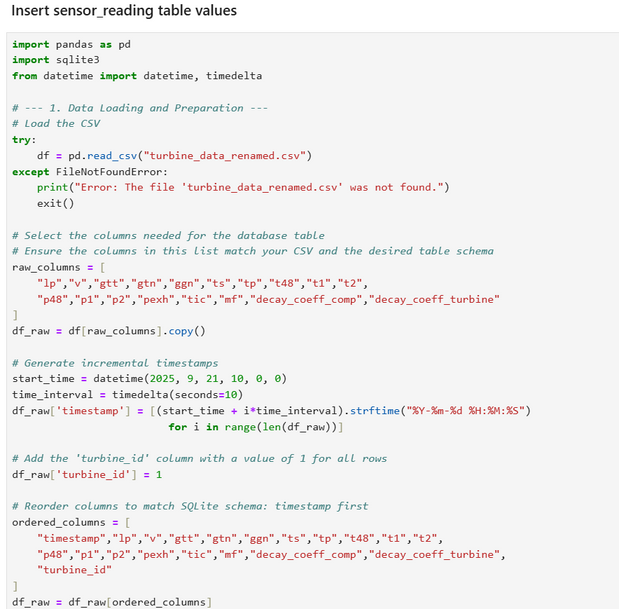 Insert sensor_reading table values
import pandas as pd
import sqlite3
from datetime import datetime, timedelta
# --- 1. Data Loading and Preparation ---
# Load the CSV
try:
    df = pd.read_csv("turbine_data_renamed.csv")
except FileNotFoundError:
    print("Error: The file 'turbine_data_renamed.csv' was not found.")
    exit()
# Select the columns needed for the database table
# Ensure the columns in this list match your CSV and the desired table schema
raw_columns = [
    "lp","v","gtt","gtn","ggn","ts","tp","t48","t1","t2",
    "p48","p1","p2","pexh","tic","mf","decay_coeff_comp","decay_coeff_turbine"
]
df_raw = df[raw_columns].copy()
# Generate incremental timestamps
start_time = datetime(2025, 9, 21, 10, 0, 0)
time_interval = timedelta(seconds=10)
df_raw['timestamp'] = [(start_time + i*time_interval).strftime("%Y-%m-%d %H:%M:%S")
                       for i in range(len(df_raw))]
# Add the 'turbine_id' column with a value of 1 for all rows
df_raw['turbine_id'] = 1
# Reorder columns to match SQLite schema: timestamp first
ordered_columns = [
    "timestamp","lp","v","gtt","gtn","ggn","ts","tp","t48","t1","t2",
    "p48","p1","p2","pexh","tic","mf","decay_coeff_comp","decay_coeff_turbine",
    "turbine_id"
]
df_raw = df_raw[ordered_columns]